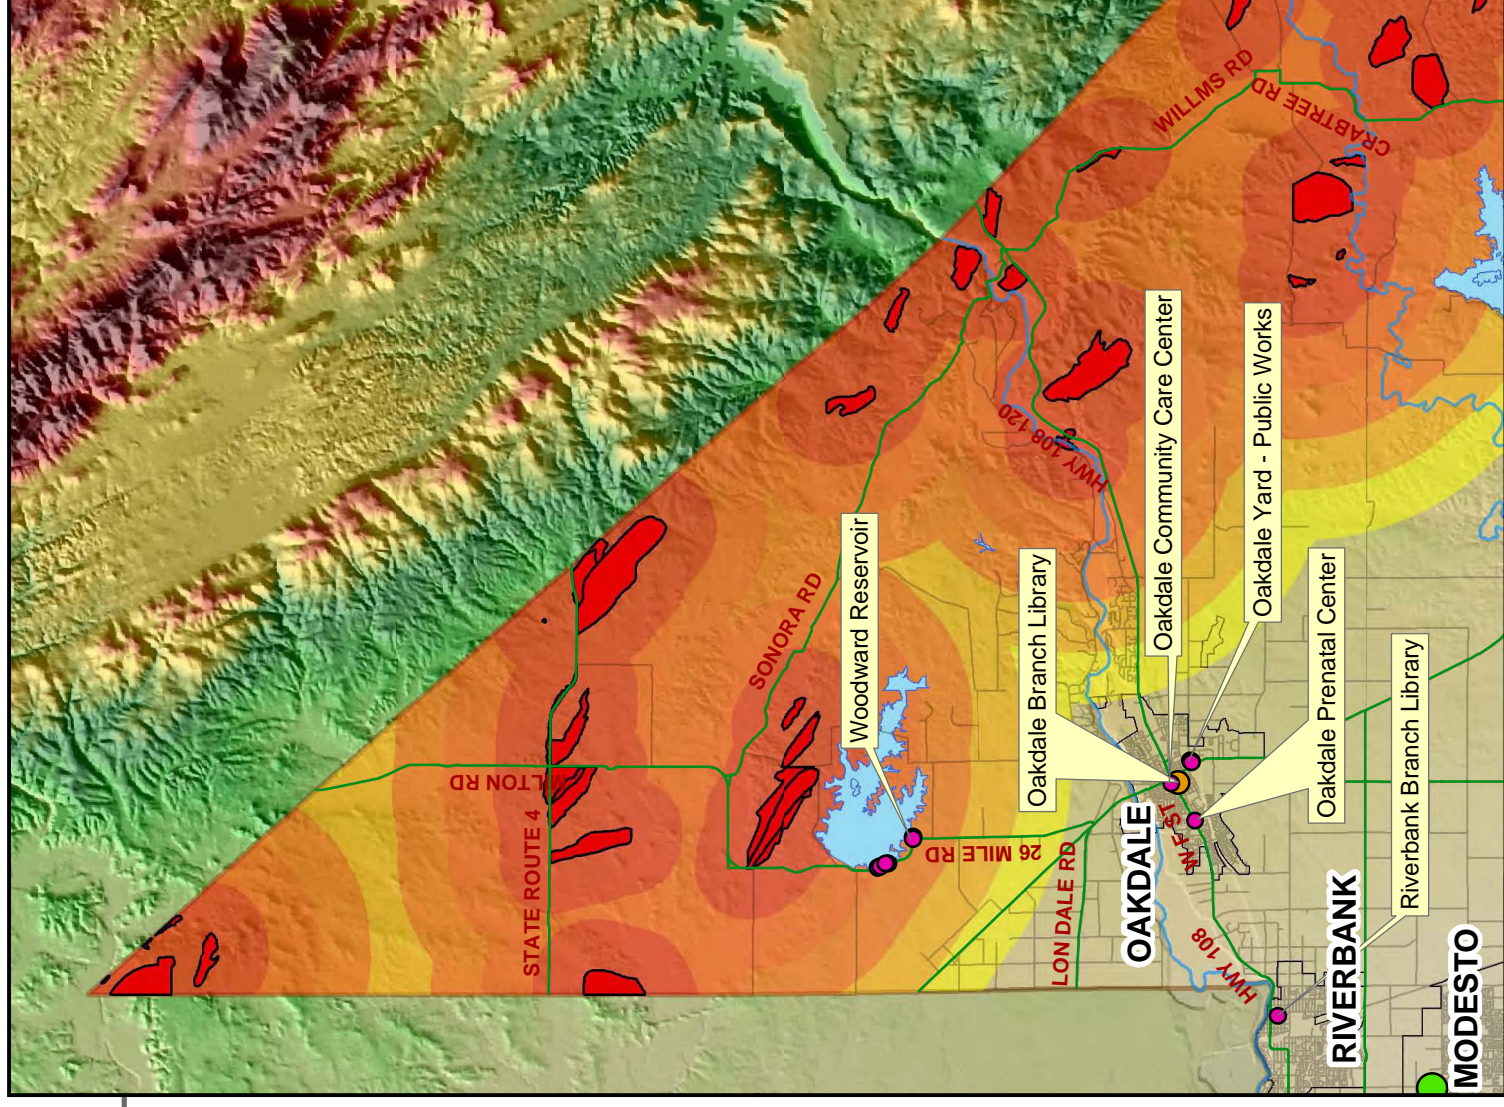 WILLMS RD
CRABTREE RD
HWY 108 120
SONORA RD
STATE ROUTE 4
26 MILE RD
LON DALE RD
W F ST
HWY 108
Woodward Reservoir
Oakdale Branch Library
Oakdale Community Care Center
Oakdale Yard - Public Works
Oakdale Prenatal Center
Riverbank Branch Library
OAKDALE
RIVERBANK
MODESTO